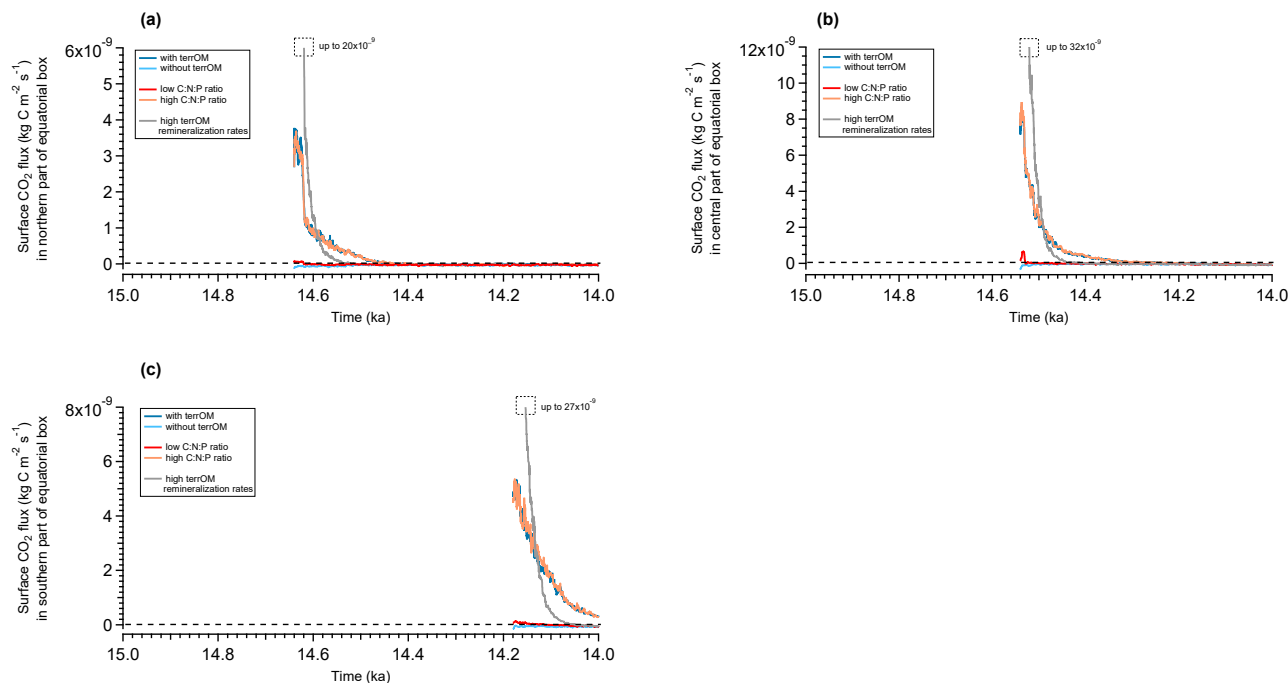 (a)
up to 20x10⁻⁹
6x10⁻⁹
5
4
3
2
1
0
Surface CO₂ flux (kg C m⁻² s⁻¹)
in northern part of equatorial box
with terrOM
without terrOM
low C:N:P ratio
high C:N:P ratio
high terrOM
remineralization rates
15.0
14.8
14.6
14.4
14.2
14.0
Time (ka)
(b)
up to 32x10⁻⁹
12x10⁻⁹
10
8
6
4
2
0
Surface CO₂ flux (kg C m⁻² s⁻¹)
in central part of equatorial box
with terrOM
without terrOM
low C:N:P ratio
high C:N:P ratio
high terrOM
remineralization rates
15.0
14.8
14.6
14.4
14.2
14.0
Time (ka)
(c)
up to 27x10⁻⁹
8x10⁻⁹
6
4
2
0
Surface CO₂ flux (kg C m⁻² s⁻¹)
in southern part of equatorial box
with terrOM
without terrOM
low C:N:P ratio
high C:N:P ratio
high terrOM
remineralization rates
15.0
14.8
14.6
14.4
14.2
14.0
Time (ka)